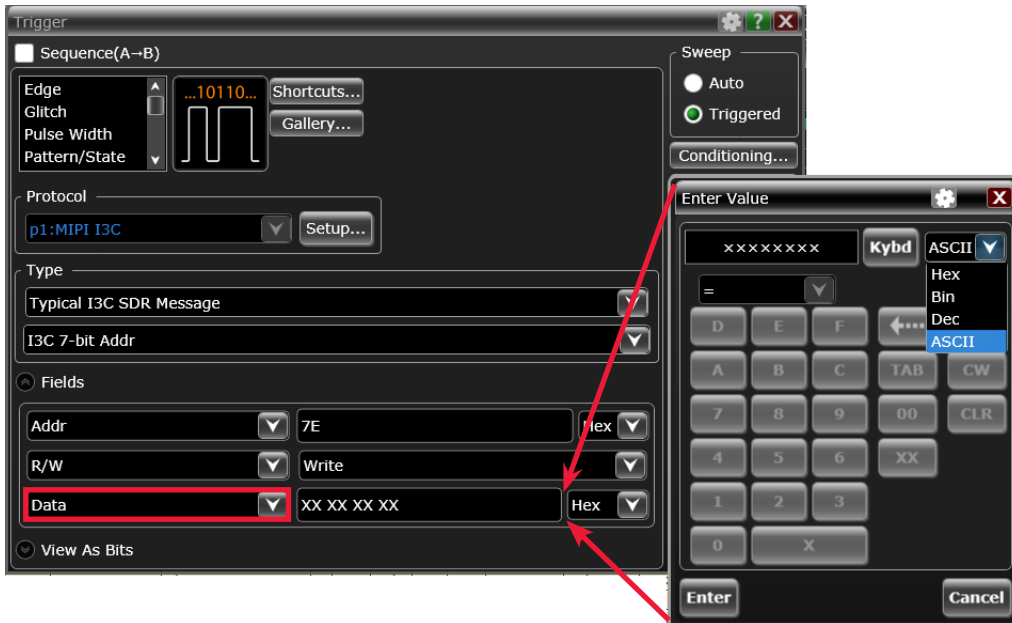 Trigger
?
X
Sequence(A→B)
Edge
Glitch
Pulse Width
Pattern/State
...10110...
Shortcuts...
Gallery...
Sweep
Auto
Triggered
Conditioning...
Protocol
p1:MIPI I3C
Setup...
Type
Typical I3C SDR Message
I3C 7-bit Addr
Fields
Addr
7E
Hex
R/W
Write
Data
XX XX XX XX
Hex
View As Bits
Enter Value
X
xxxxxxxx
Kybd
ASCII
Hex
Bin
Dec
ASCII
=
D E F
A B C TAB CW
7 8 9 00 CLR
4 5 6 XX
1 2 3
0 X
Enter
Cancel